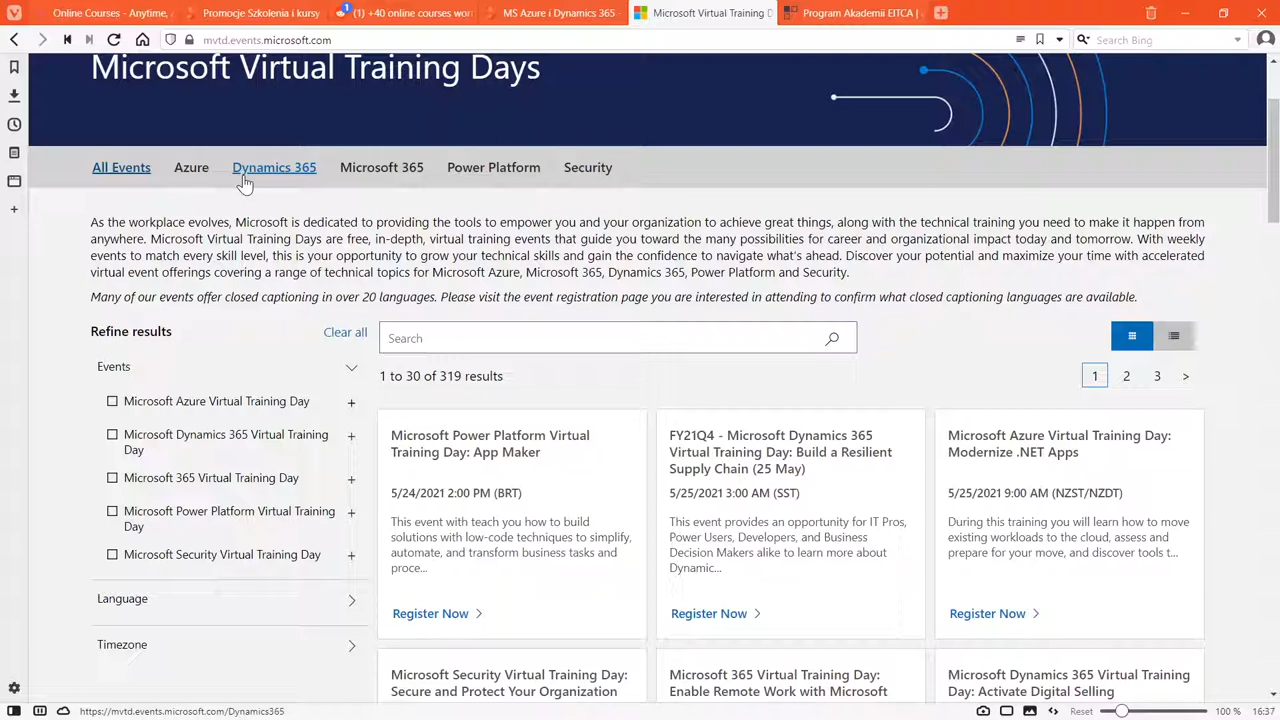 Online Courses - Anytime, 
Promocje Szkolenia i kursy
1
(1) +40 online courses wor
MS Azure i Dynamics 365
Microsoft Virtual Training D
Program Akademii EITCA |
mvtd.events.microsoft.com
Search Bing
Microsoft Virtual Training Days
All Events
Azure
Dynamics 365
Microsoft 365
Power Platform
Security
As the workplace evolves, Microsoft is dedicated to providing the tools to empower you and your organization to achieve great things, along with the technical training you need to make it happen from
anywhere. Microsoft Virtual Training Days are free, in-depth, virtual training events that guide you toward the many possibilities for career and organizational impact today and tomorrow. With weekly
events to match every skill level, this is your opportunity to grow your technical skills and gain the confidence to navigate what's ahead. Discover your potential and maximize your time with accelerated
virtual event offerings covering a range of technical topics for Microsoft Azure, Microsoft 365, Dynamics 365, Power Platform and Security.
Many of our events offer closed captioning in over 20 languages. Please visit the event registration page you are interested in attending to confirm what closed captioning languages are available.
Refine results
Clear all
Events
Microsoft Azure Virtual Training Day
+
Microsoft Dynamics 365 Virtual Training
Day
+
Microsoft 365 Virtual Training Day
+
Microsoft Power Platform Virtual Training
Day
+
Microsoft Security Virtual Training Day
+
Language
Timezone
Search
1 to 30 of 319 results
1 2 3 >
Microsoft Power Platform Virtual
Training Day: App Maker
5/24/2021 2:00 PM (BRT)
This event with teach you how to build
solutions with low-code techniques to simplify,
automate, and transform business tasks and
proce...
Register Now >
FY21Q4 - Microsoft Dynamics 365
Virtual Training Day: Build a Resilient
Supply Chain (25 May)
5/25/2021 3:00 AM (SST)
This event provides an opportunity for IT Pros,
Power Users, Developers, and Business
Decision Makers alike to learn more about
Dynamic...
Register Now >
Microsoft Azure Virtual Training Day:
Modernize .NET Apps
5/25/2021 9:00 AM (NZST/NZDT)
During this training you will learn how to move
existing workloads to the cloud, assess and
prepare for your move, and discover tools t...
Register Now >
Microsoft Security Virtual Training Day:
Secure and Protect Your Organization
Microsoft 365 Virtual Training Day:
Enable Remote Work with Microsoft
Microsoft Dynamics 365 Virtual Training
Day: Activate Digital Selling
https://mvtd.events.microsoft.com/Dynamics365
Reset
100 %
16:37